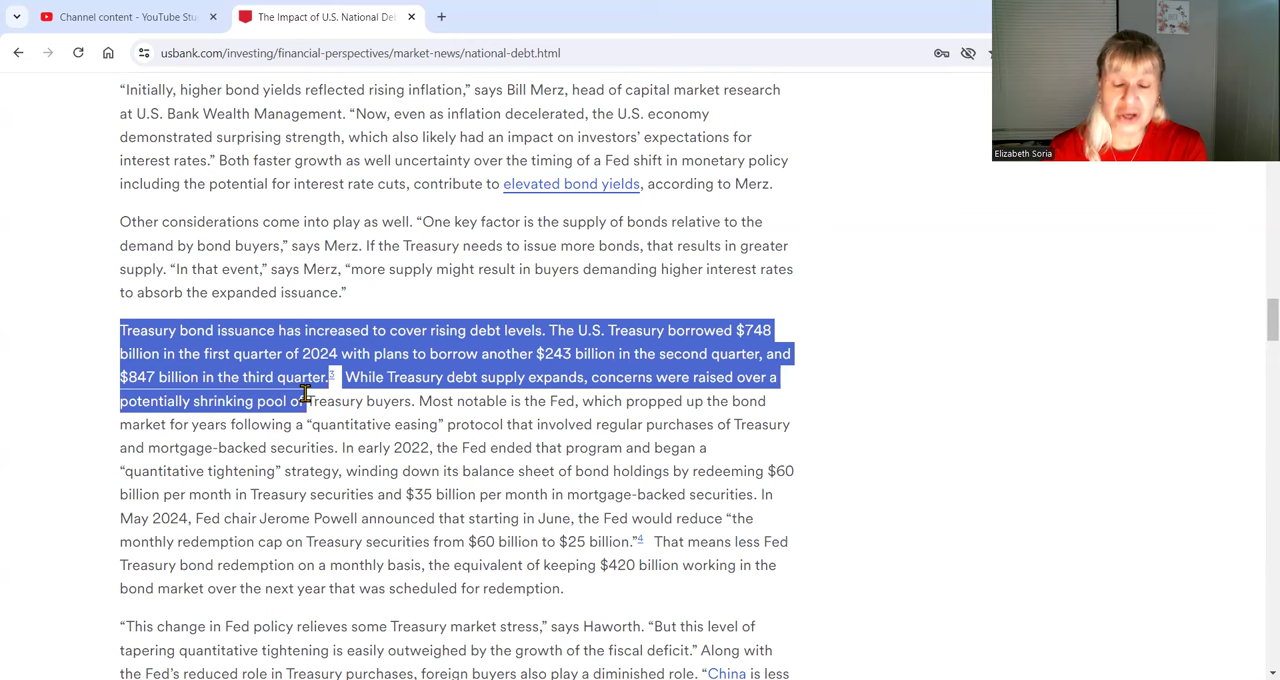 Channel content - YouTube Stu
The Impact of U.S. National Deb
usbank.com/investing/financial-perspectives/market-news/national-debt.html
“Initially, higher bond yields reflected rising inflation,” says Bill Merz, head of capital market research
at U.S. Bank Wealth Management. “Now, even as inflation decelerated, the U.S. economy
demonstrated surprising strength, which also likely had an impact on investors’ expectations for
interest rates.” Both faster growth as well uncertainty over the timing of a Fed shift in monetary policy
including the potential for interest rate cuts, contribute to elevated bond yields, according to Merz.
Other considerations come into play as well. “One key factor is the supply of bonds relative to the
demand by bond buyers,” says Merz. If the Treasury needs to issue more bonds, that results in greater
supply. “In that event,” says Merz, “more supply might result in buyers demanding higher interest rates
to absorb the expanded issuance.”
Treasury bond issuance has increased to cover rising debt levels. The U.S. Treasury borrowed $748
billion in the first quarter of 2024 with plans to borrow another $243 billion in the second quarter, and
$847 billion in the third quarter.3 While Treasury debt supply expands, concerns were raised over a
potentially shrinking pool of Treasury buyers. Most notable is the Fed, which propped up the bond
market for years following a “quantitative easing” protocol that involved regular purchases of Treasury
and mortgage-backed securities. In early 2022, the Fed ended that program and began a
“quantitative tightening” strategy, winding down its balance sheet of bond holdings by redeeming $60
billion per month in Treasury securities and $35 billion per month in mortgage-backed securities. In
May 2024, Fed chair Jerome Powell announced that starting in June, the Fed would reduce “the
monthly redemption cap on Treasury securities from $60 billion to $25 billion.”4 That means less Fed
Treasury bond redemption on a monthly basis, the equivalent of keeping $420 billion working in the
bond market over the next year that was scheduled for redemption.
“This change in Fed policy relieves some Treasury market stress,” says Haworth. “But this level of
tapering quantitative tightening is easily outweighed by the growth of the fiscal deficit.” Along with
the Fed’s reduced role in Treasury purchases, foreign buyers also play a diminished role. “China is less
Elizabeth Soria